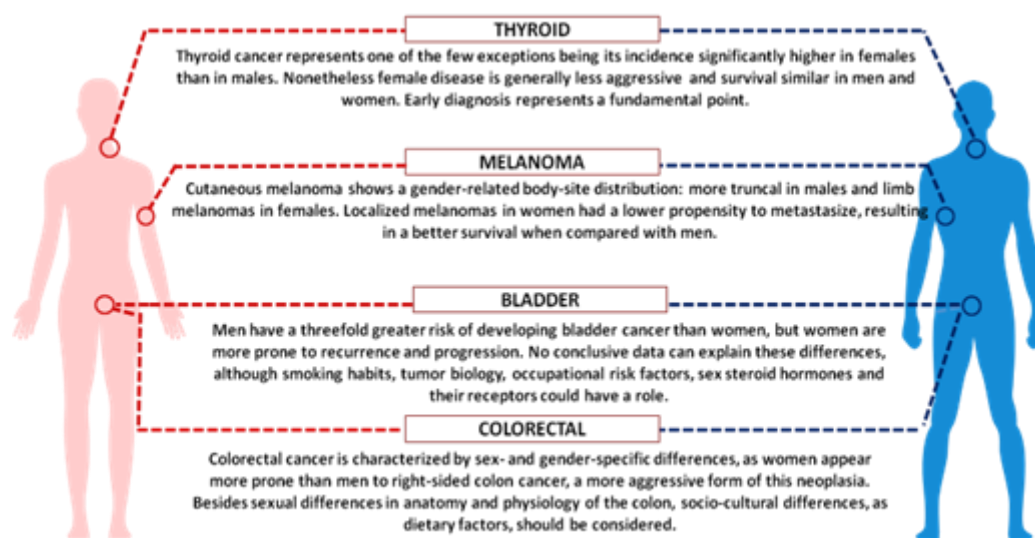 THYROID
Thyroid cancer represents one of the few exceptions being its incidence significantly higher in females
than in males. Nonetheless female disease is generally less aggressive and survival similar in men and
women. Early diagnosis represents a fundamental point.
MELANOMA
Cutaneous melanoma shows a gender-related body-site distribution: more truncal in males and limb
melanomas in females. Localized melanomas in women had a lower propensity to metastasize, resulting
in a better survival when compared with men.
BLADDER
Men have a threefold greater risk of developing bladder cancer than women, but women are
more prone to recurrence and progression. No conclusive data can explain these differences,
although smoking habits, tumor biology, occupational risk factors, sex steroid hormones and
their receptors could have a role.
COLORECTAL
Colorectal cancer is characterized by sex- and gender-specific differences, as women appear
more prone than men to right-sided colon cancer, a more aggressive form of this neoplasia.
Besides sexual differences in anatomy and physiology of the colon, socio-cultural differences, as
dietary factors, should be considered.